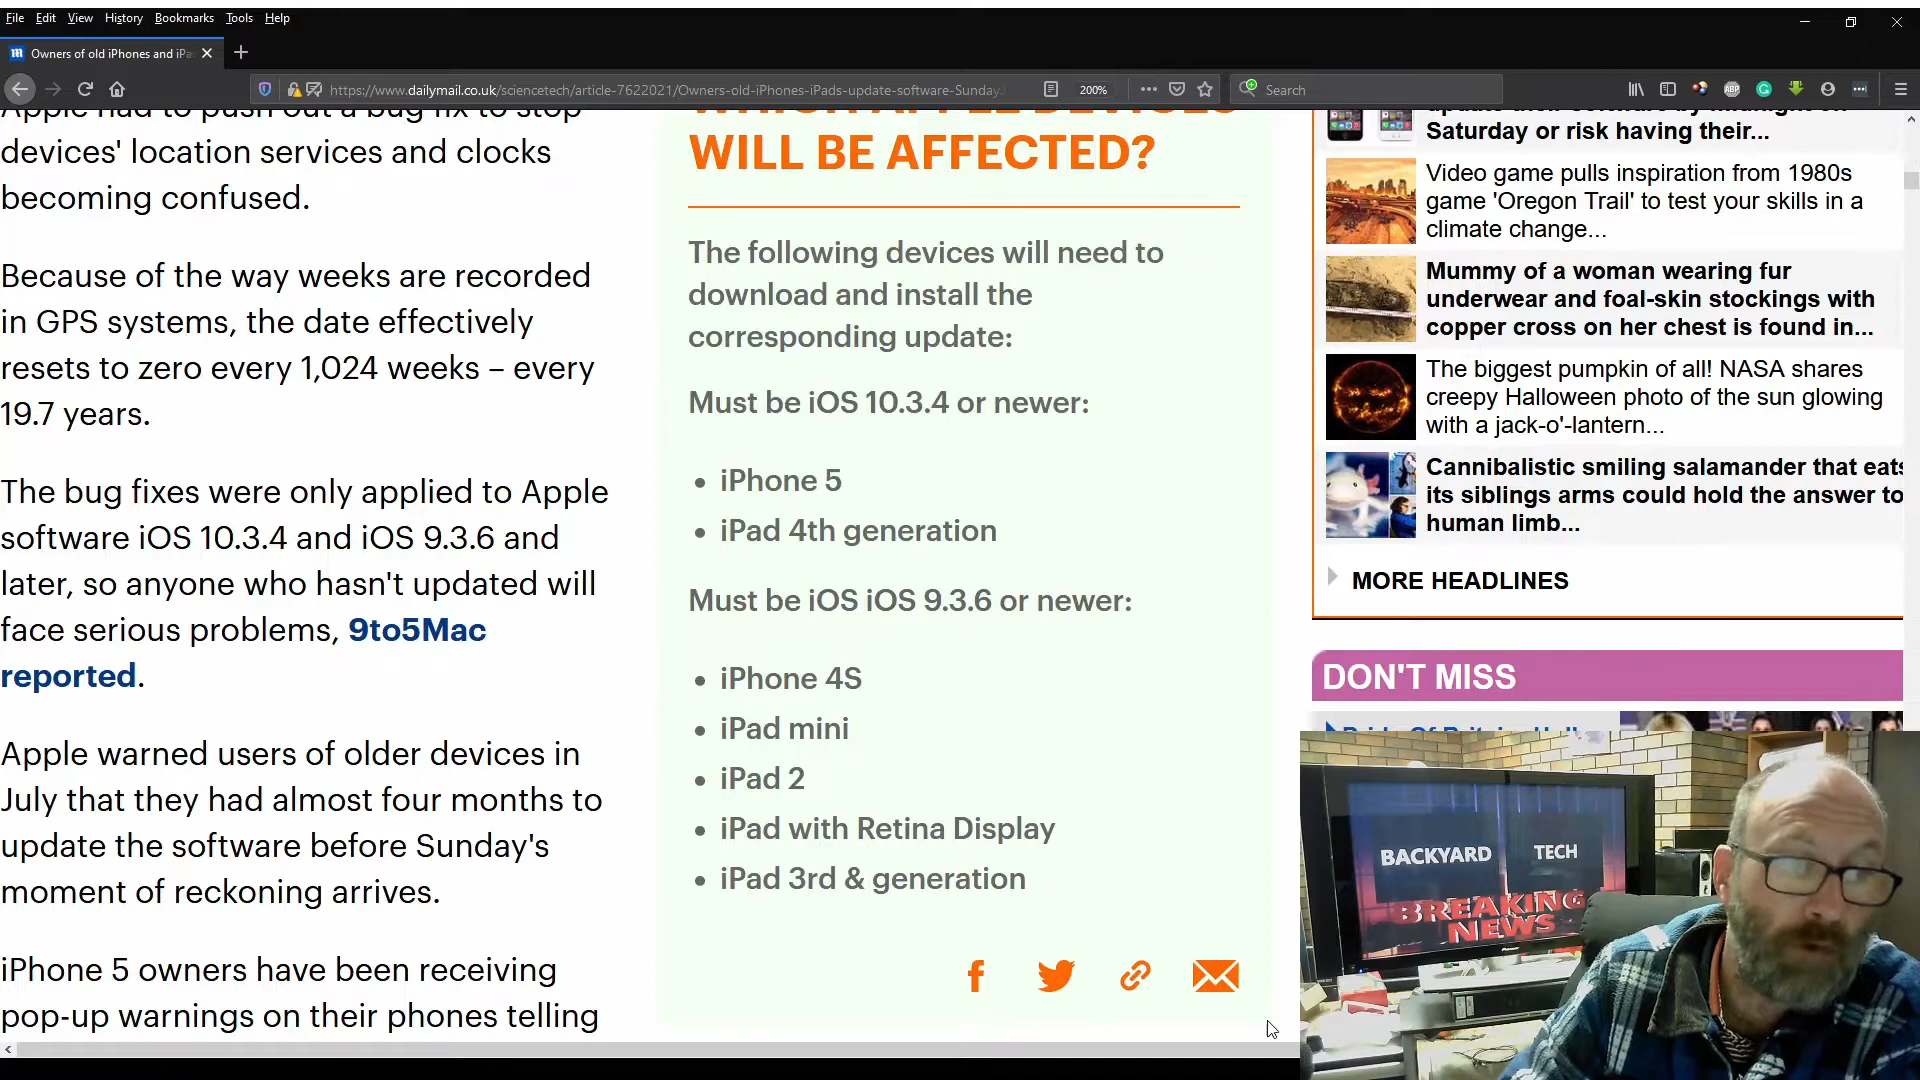 File Edit View History Bookmarks Tools Help
Owners of old iPhones and iPa
https://www.dailymail.co.uk/sciencetech/article-7622021/Owners-old-iPhones-iPads-update-software-Sunday.
200%
Search
Apple had to push out a bug fix to stop
devices' location services and clocks
becoming confused.
Because of the way weeks are recorded
in GPS systems, the date effectively
resets to zero every 1,024 weeks – every
19.7 years.
The bug fixes were only applied to Apple
software iOS 10.3.4 and iOS 9.3.6 and
later, so anyone who hasn't updated will
face serious problems, 9to5Mac
reported.
Apple warned users of older devices in
July that they had almost four months to
update the software before Sunday's
moment of reckoning arrives.
iPhone 5 owners have been receiving
pop-up warnings on their phones telling
WHICH APPLE DEVICES
WILL BE AFFECTED?
The following devices will need to
download and install the
corresponding update:
Must be iOS 10.3.4 or newer:
• iPhone 5
• iPad 4th generation
Must be iOS iOS 9.3.6 or newer:
• iPhone 4S
• iPad mini
• iPad 2
• iPad with Retina Display
• iPad 3rd & generation
Saturday or risk having their...
Video game pulls inspiration from 1980s
game 'Oregon Trail' to test your skills in a
climate change...
Mummy of a woman wearing fur
underwear and foal-skin stockings with
copper cross on her chest is found in...
The biggest pumpkin of all! NASA shares
creepy Halloween photo of the sun glowing
with a jack-o'-lantern...
Cannibalistic smiling salamander that eats
its siblings arms could hold the answer to
human limb...
MORE HEADLINES
DON'T MISS
BACKYARD TECH
BREAKING
NEWS